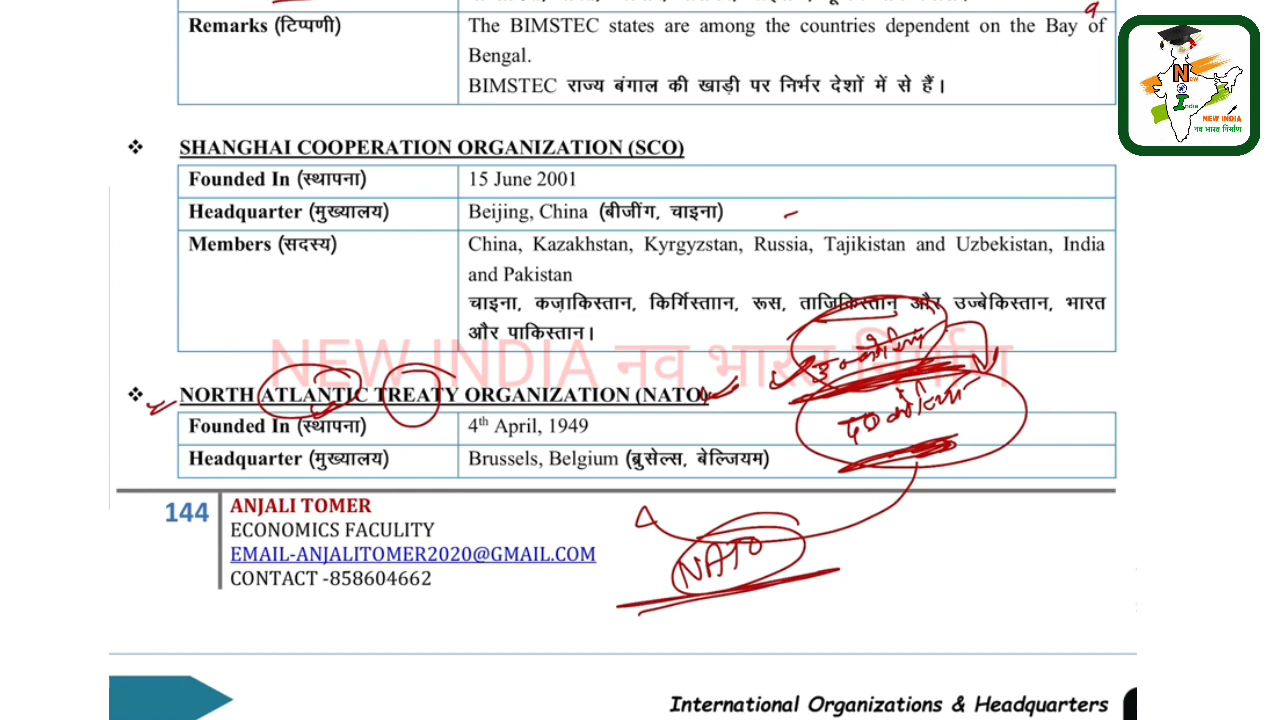 Remarks (टिप्पणी) The BIMSTEC states are among the countries dependent on the Bay of
Bengal.
BIMSTEC राज्य बंगाल की खाड़ी पर निर्भर देशों में से हैं।
❖ SHANGHAI COOPERATION ORGANIZATION (SCO)
Founded In (स्थापना) 15 June 2001
Headquarter (मुख्यालय) Beijing, China (बीजींग, चाइना)
Members (सदस्य) China, Kazakhstan, Kyrgyzstan, Russia, Tajikistan and Uzbekistan, India
and Pakistan
चाइना, कज़ाकिस्तान, किर्गिस्ताान, रूस, ताजिकिस्तान और उज्बेकिस्तान, भारत
और पाकिस्तान।
NEW INDIA नव भारत निर्माण
❖ NORTH ATLANTIC TREATY ORGANIZATION (NATO)
Founded In (स्थापना) 4th April, 1949
Headquarter (मुख्यालय) Brussels, Belgium (ब्रुसेल्स, बेल्जियम)
NATO
144 ANJALI TOMER
ECONOMICS FACULITY
EMAIL-ANJALITOMER2020@GMAIL.COM
CONTACT -858604662
International Organizations & Headquarters
New
India
NEW INDIA
नव भारत निर्माण